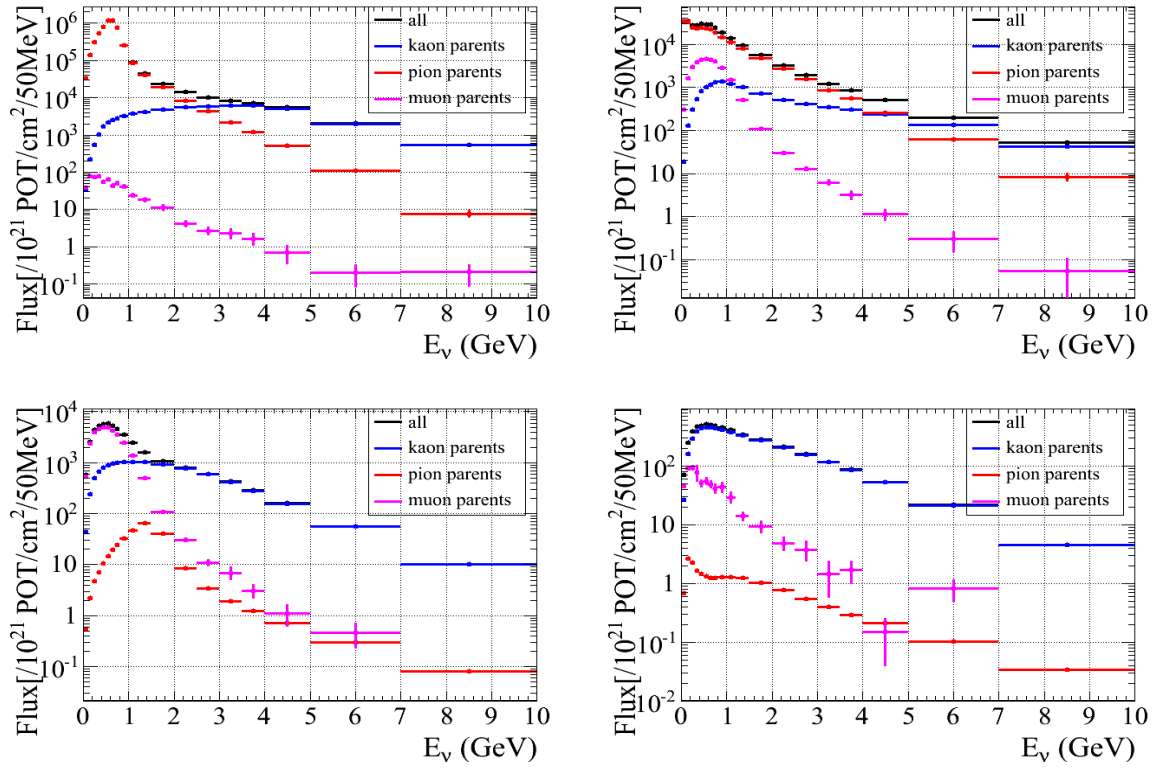 Flux[/10²¹ POT/cm²/50MeV]
10⁶
10⁵
10⁴
10³
10²
10
1
10⁻¹
all
kaon parents
pion parents
muon parents
0 1 2 3 4 5 6 7 8 9 10
Eν (GeV)
Flux[/10²¹ POT/cm²/50MeV]
10⁴
10³
10²
10
1
10⁻¹
all
kaon parents
pion parents
muon parents
0 1 2 3 4 5 6 7 8 9 10
Eν (GeV)
Flux[/10²¹ POT/cm²/50MeV]
10⁴
10³
10²
10
1
10⁻¹
all
kaon parents
pion parents
muon parents
0 1 2 3 4 5 6 7 8 9 10
Eν (GeV)
Flux[/10²¹ POT/cm²/50MeV]
10²
10
1
10⁻¹
10⁻²
all
kaon parents
pion parents
muon parents
0 1 2 3 4 5 6 7 8 9 10
Eν (GeV)